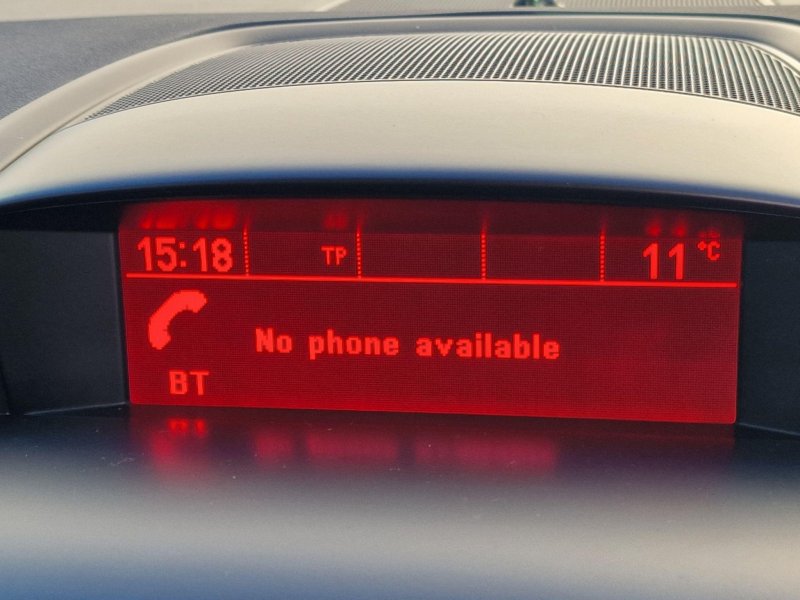 15:18 TP 11 °C
No phone available
BT